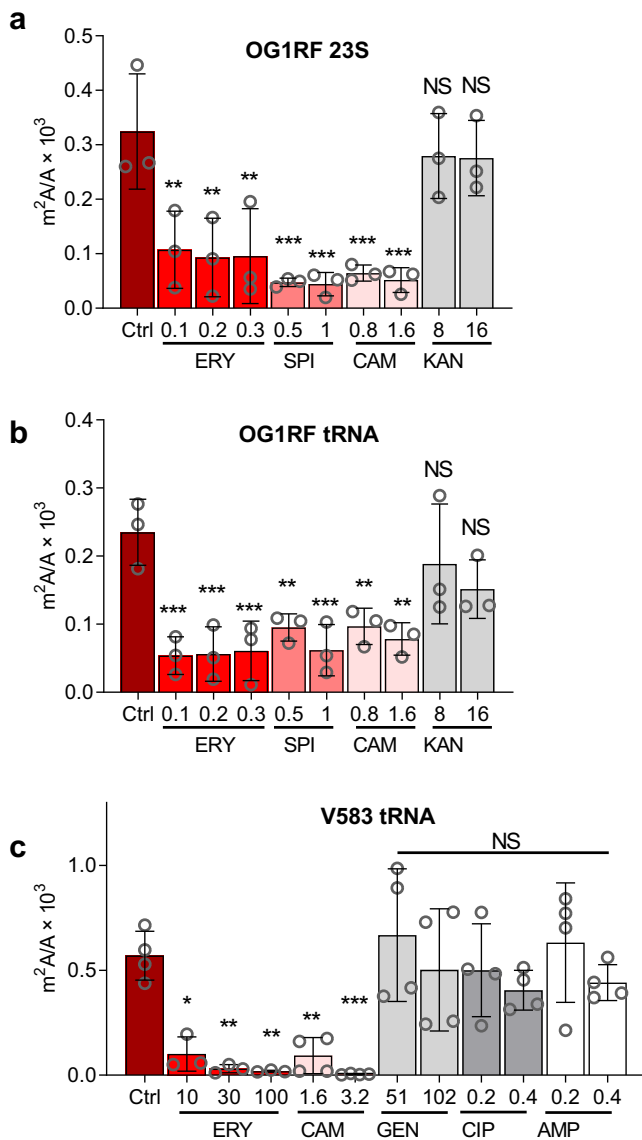 a
OG1RF 23S
m²A/A × 10³
0.5
0.4
0.3
0.2
0.1
0.0
** ** ** *** *** *** *** NS NS
Ctrl 0.1 0.2 0.3 0.5 1 0.8 1.6 8 16
ERY SPI CAM KAN
b
OG1RF tRNA
m²A/A × 10³
0.4
0.3
0.2
0.1
0.0
*** *** *** ** *** ** ** NS NS
Ctrl 0.1 0.2 0.3 0.5 1 0.8 1.6 8 16
ERY SPI CAM KAN
c
V583 tRNA
m²A/A × 10³
1.0
0.5
0.0
* ** ** ** *** NS
Ctrl 10 30 100 1.6 3.2 51 102 0.2 0.4 0.2 0.4
ERY CAM GEN CIP AMP